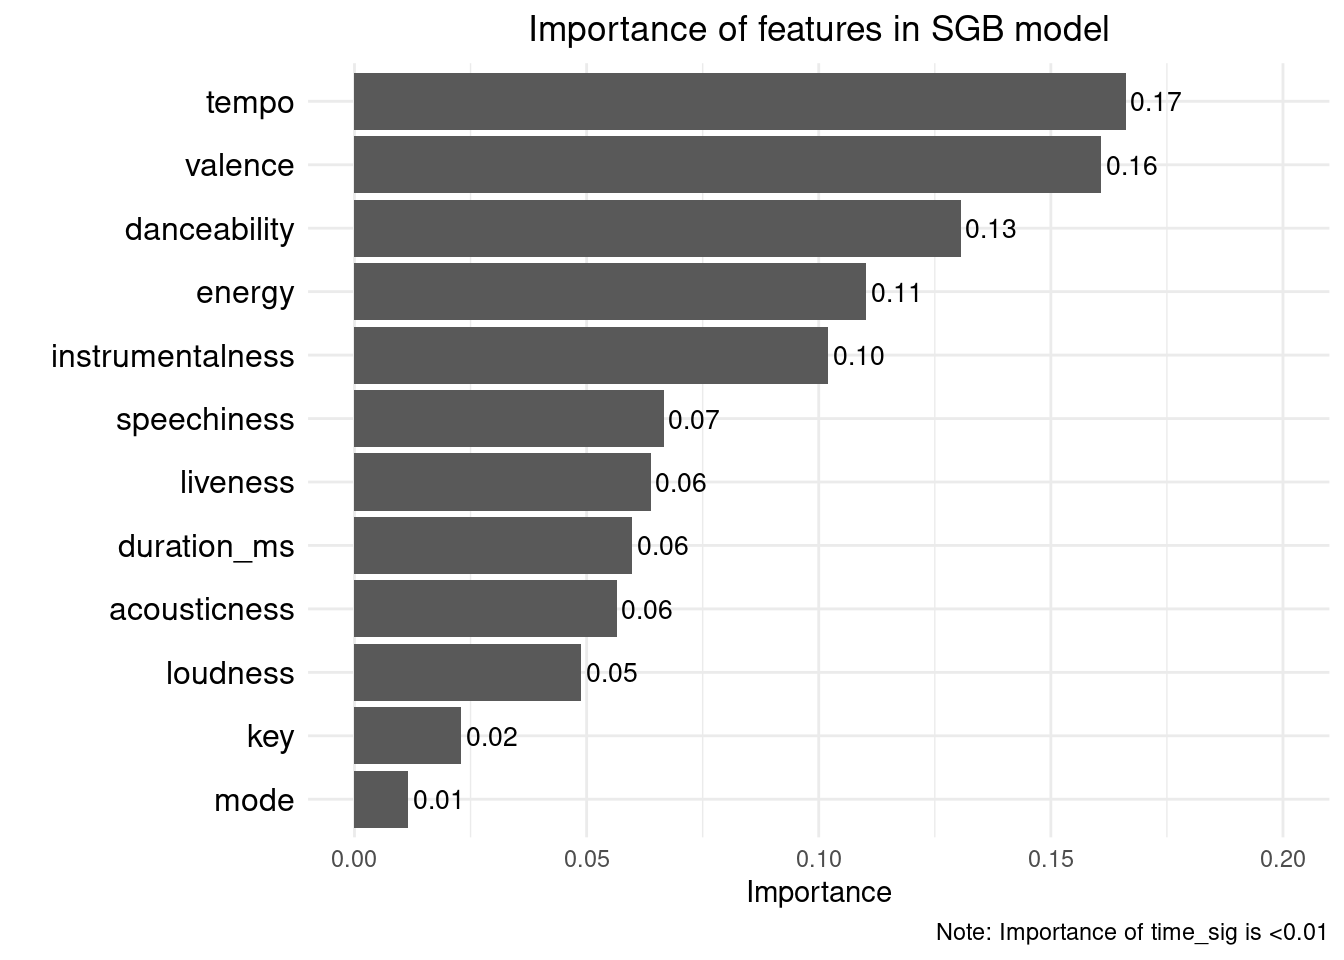 Importance of features in SGB model
tempo 0.17
valence 0.16
danceability 0.13
energy 0.11
instrumentalness 0.10
speechiness 0.07
liveness 0.06
duration_ms 0.06
acousticness 0.06
loudness 0.05
key 0.02
mode 0.01
0.00 0.05 0.10 0.15 0.20
Importance
Note: Importance of time_sig is <0.01